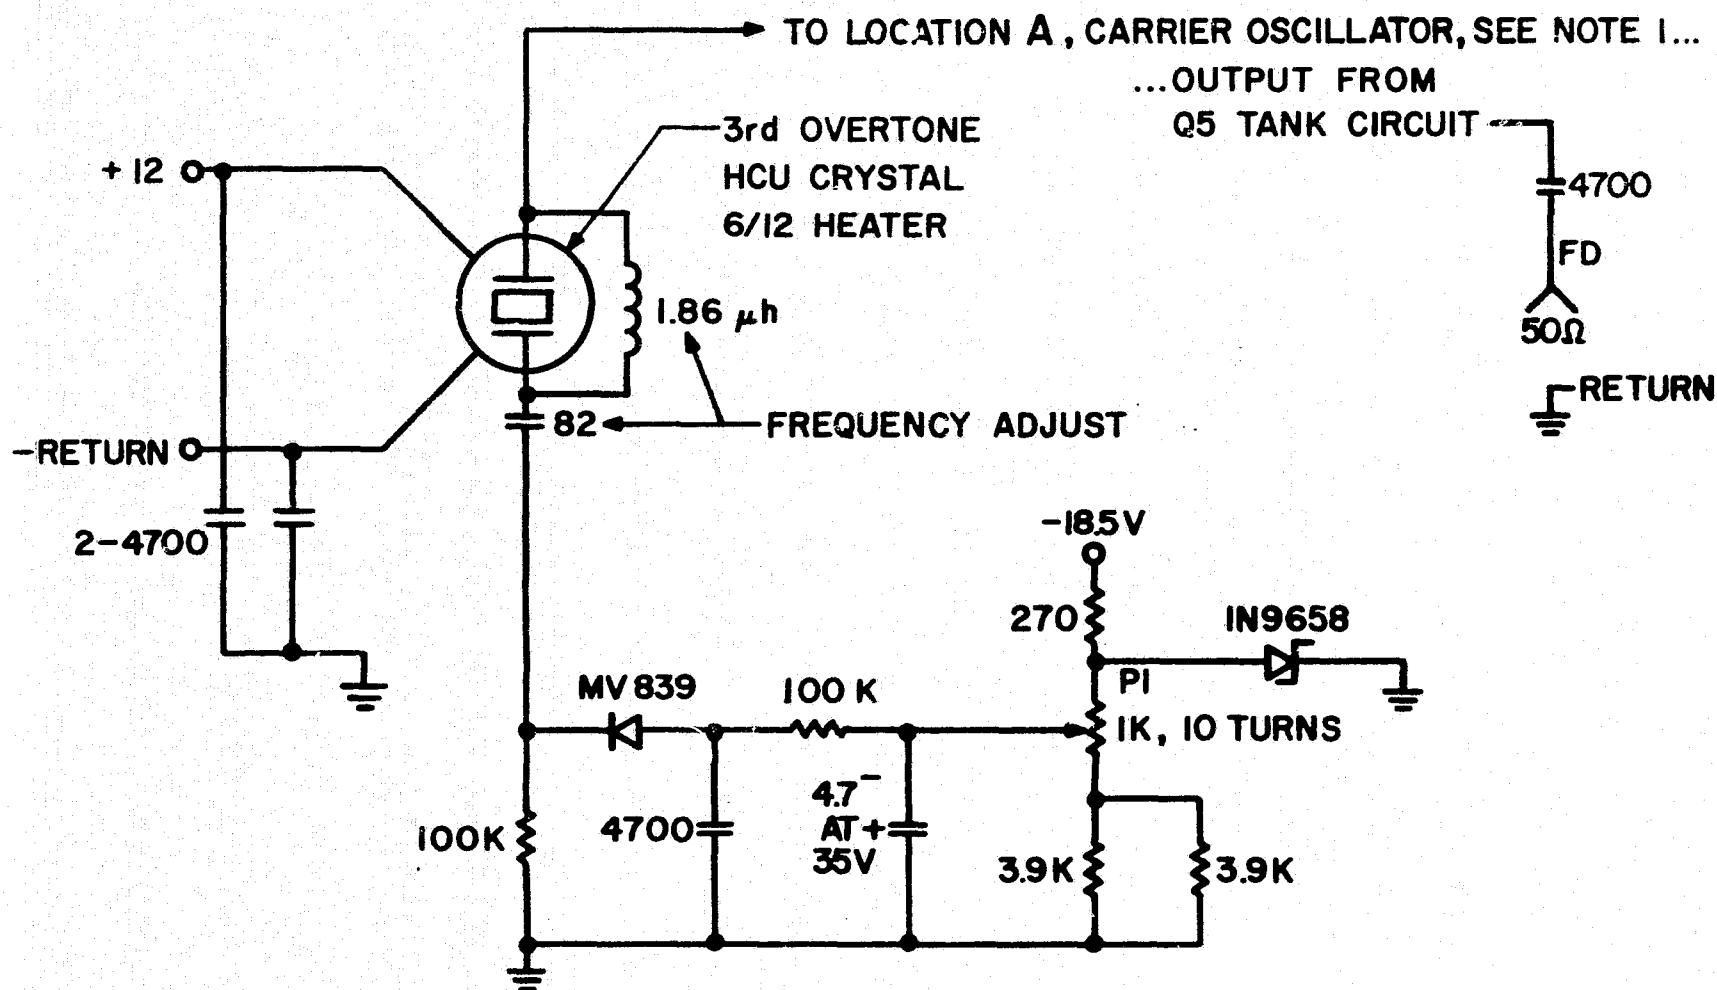 TO LOCATION A, CARRIER OSCILLATOR, SEE NOTE 1...
...OUTPUT FROM
Q5 TANK CIRCUIT
3rd OVERTONE
HCU CRYSTAL
6/12 HEATER
+12
4700
FD
50Ω
RETURN
1.86 μh
82
FREQUENCY ADJUST
-RETURN
2-4700
-18.5V
270
IN9658
P1
1K, 10 TURNS
MV839
100 K
100K
4700
4.7-
AT+
35V
3.9K
3.9K